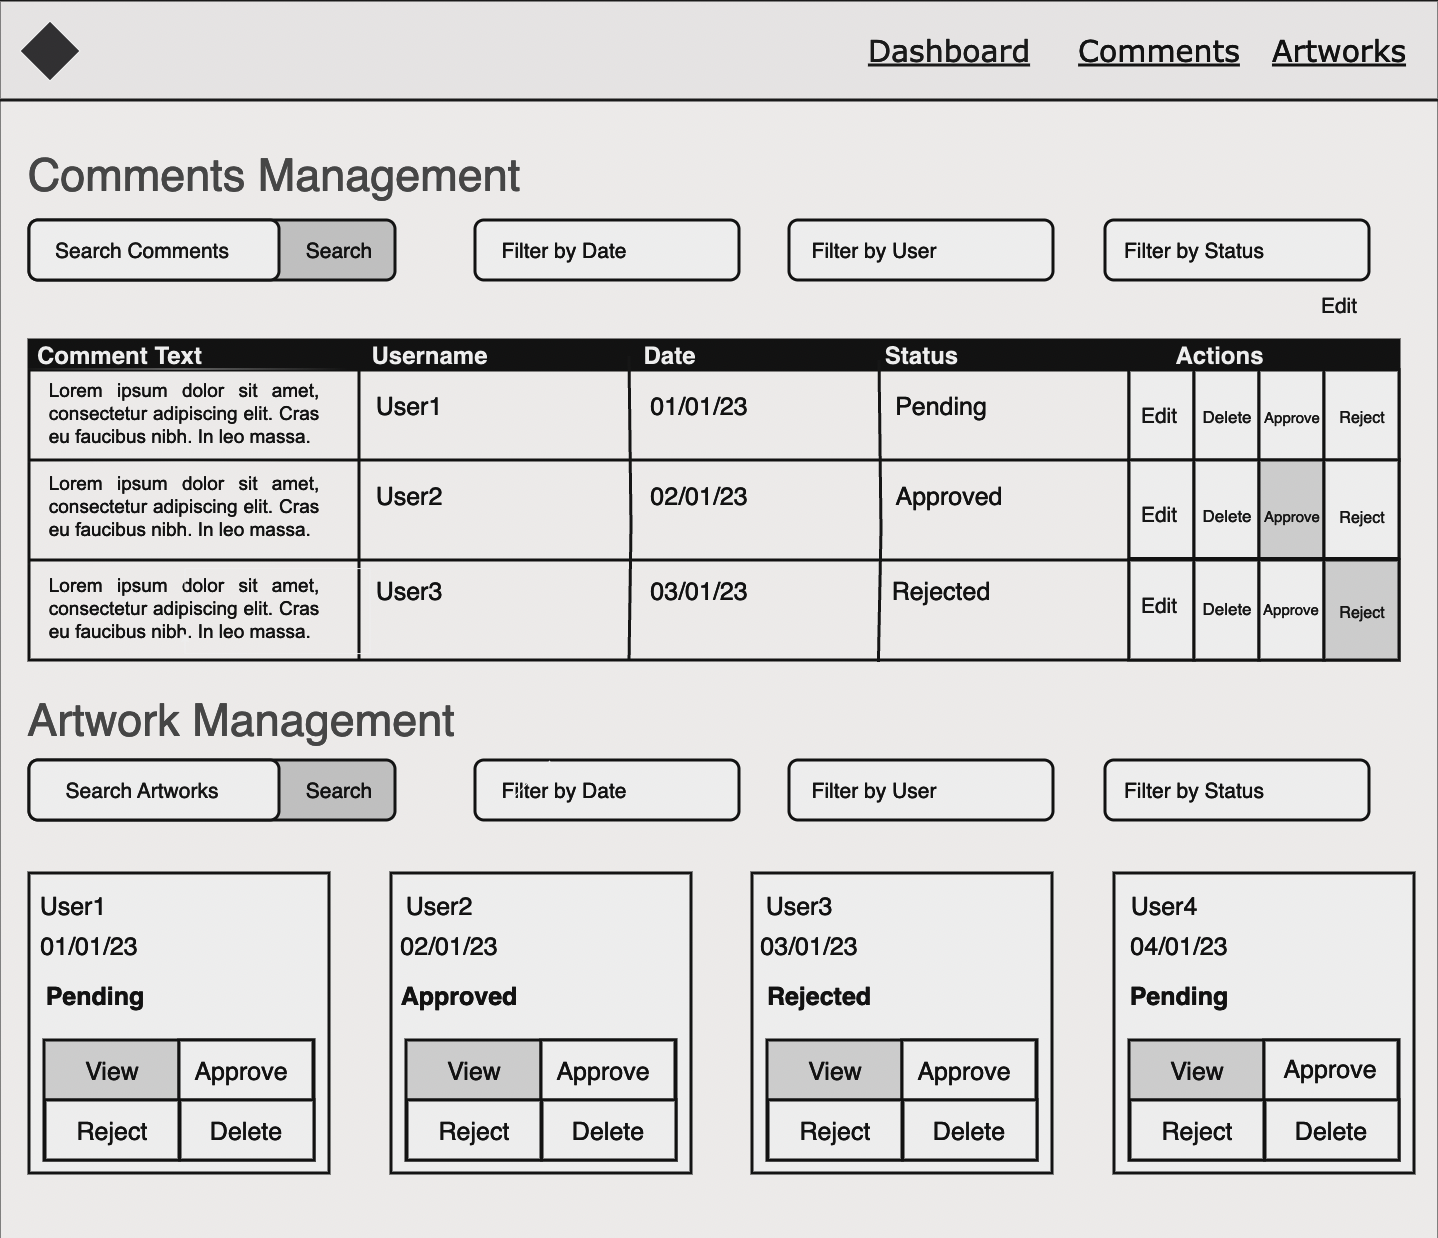 Dashboard Comments Artworks
Comments Management
Search Comments Search Filter by Date Filter by User Filter by Status
Edit
Comment Text Username Date Status Actions
Lorem ipsum dolor sit amet,
consectetur adipiscing elit. Cras
eu faucibus nibh. In leo massa.
User1 01/01/23 Pending Edit Delete Approve Reject
Lorem ipsum dolor sit amet,
consectetur adipiscing elit. Cras
eu faucibus nibh. In leo massa.
User2 02/01/23 Approved Edit Delete Approve Reject
Lorem ipsum dolor sit amet,
consectetur adipiscing elit. Cras
eu faucibus nibh. In leo massa.
User3 03/01/23 Rejected Edit Delete Approve Reject
Artwork Management
Search Artworks Search Filter by Date Filter by User Filter by Status
User1
01/01/23
Pending
View Approve
Reject Delete
User2
02/01/23
Approved
View Approve
Reject Delete
User3
03/01/23
Rejected
View Approve
Reject Delete
User4
04/01/23
Pending
View Approve
Reject Delete